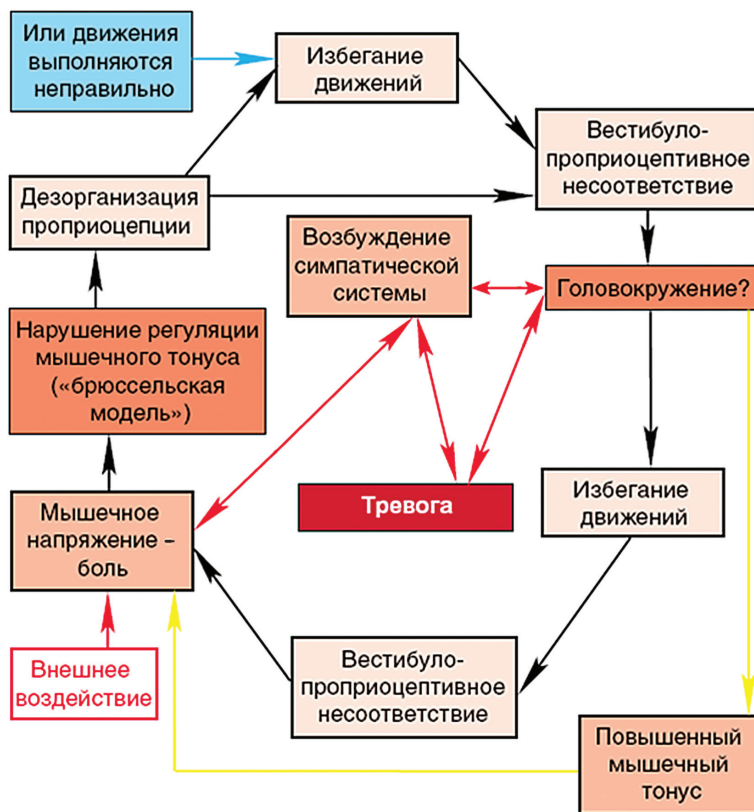 Или движения
выполняются
неправильно
Избегание
движений
Вестибуло-
проприоцептивное
несоответствие
Дезорганизация
проприоцепции
Возбуждение
симпатической
системы
Головокружение?
Нарушение регуляции
мышечного тонуса
(«брюссельская
модель»)
Тревога
Избегание
движений
Мышечное
напряжение –
боль
Вестибуло-
проприоцептивное
несоответствие
Внешнее
воздействие
Повышенный
мышечный
тонус